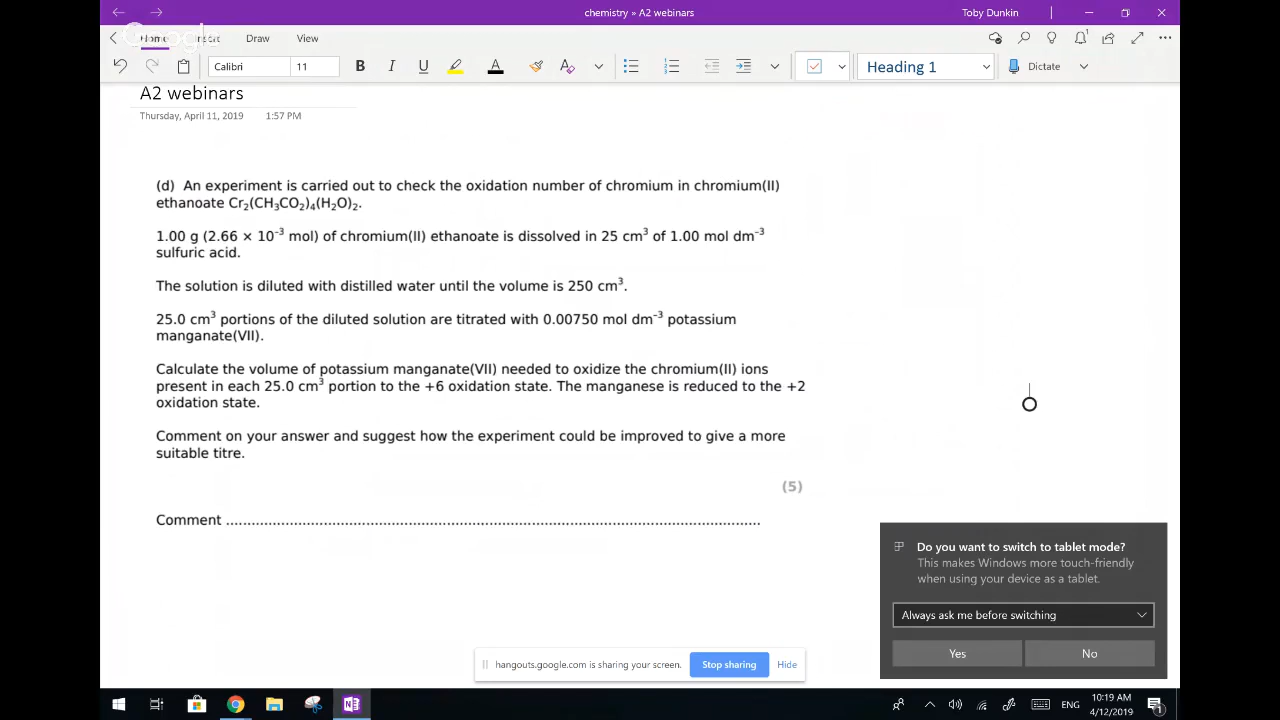 chemistry » A2 webinars
Toby Dunkin
Google
Home
Insert
Draw
View
Calibri
11
B
I
U
A
A
Heading 1
Dictate
A2 webinars
Thursday, April 11, 2019
1:57 PM
(d) An experiment is carried out to check the oxidation number of chromium in chromium(II)
ethanoate Cr₂(CH₃CO₂)₄(H₂O)₂.
1.00 g (2.66 × 10⁻³ mol) of chromium(II) ethanoate is dissolved in 25 cm³ of 1.00 mol dm⁻³
sulfuric acid.
The solution is diluted with distilled water until the volume is 250 cm³.
25.0 cm³ portions of the diluted solution are titrated with 0.00750 mol dm⁻³ potassium
manganate(VII).
Calculate the volume of potassium manganate(VII) needed to oxidize the chromium(II) ions
present in each 25.0 cm³ portion to the +6 oxidation state. The manganese is reduced to the +2
oxidation state.
Comment on your answer and suggest how the experiment could be improved to give a more
suitable titre.
(5)
Comment ................................................................................................................
Do you want to switch to tablet mode?
This makes Windows more touch-friendly
when using your device as a tablet.
Always ask me before switching
Yes
No
hangouts.google.com is sharing your screen.
Stop sharing
Hide
ENG
10:19 AM
4/12/2019
1